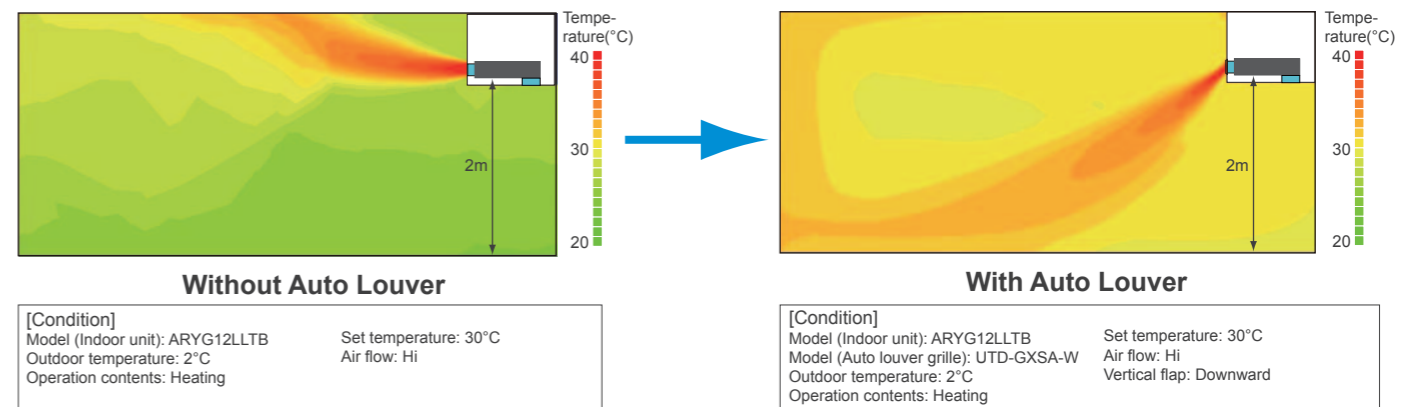 Tempe-
rature(°C)
40
30
20
2m
Without Auto Louver
[Condition]
Model (Indoor unit): ARYG12LLTB
Outdoor temperature: 2°C
Operation contents: Heating
Set temperature: 30°C
Air flow: Hi
Tempe-
rature(°C)
40
30
20
2m
With Auto Louver
[Condition]
Model (Indoor unit): ARYG12LLTB
Model (Auto louver grille): UTD-GXSA-W
Outdoor temperature: 2°C
Operation contents: Heating
Set temperature: 30°C
Air flow: Hi
Vertical flap: Downward